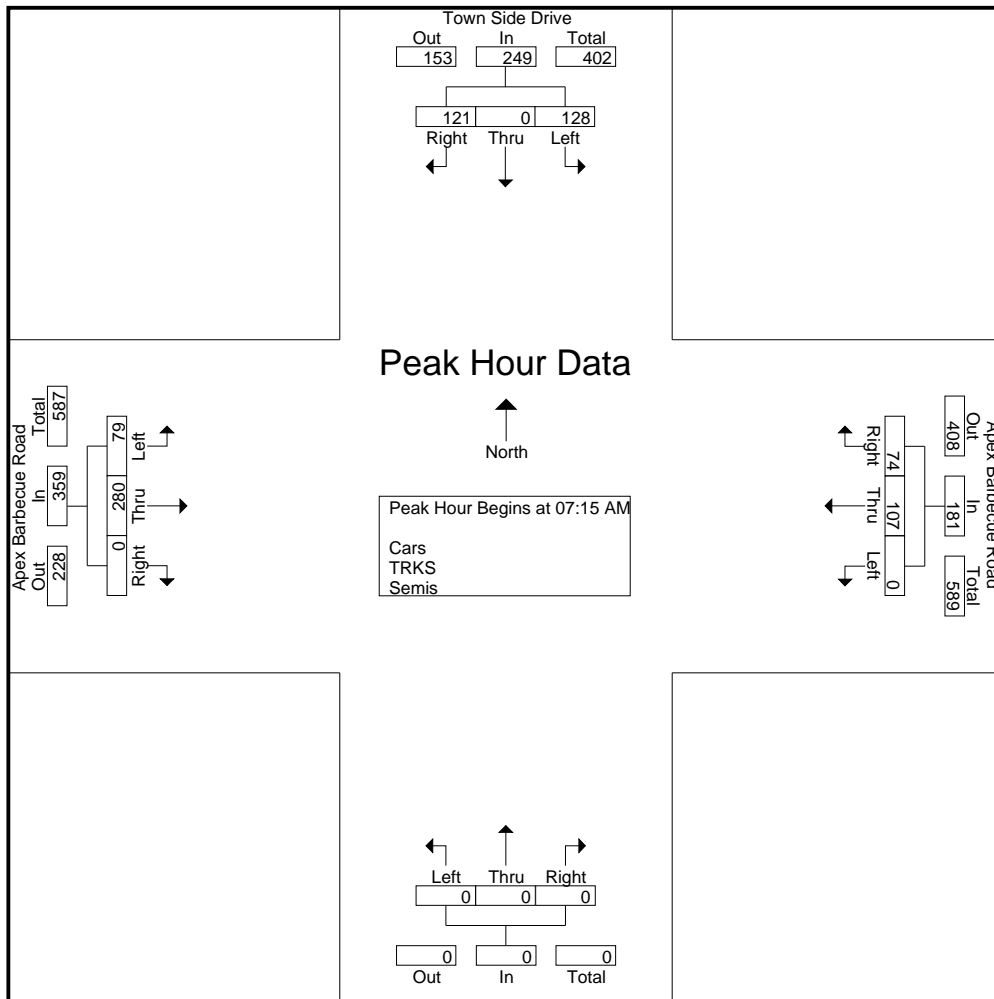 Town Side Drive
Out In Total
153 249 402
121 0 128
Right Thru Left
Peak Hour Data
North
Peak Hour Begins at 07:15 AM
Cars
TRKS
Semis
Apex Barbecue Road
Out In Total
228 359 587
Left Thru Right
79 280 0
Apex Barbecue Road
Out In Total
408 181 589
Right Thru Left
74 107 0
Left Thru Right
0 0 0
0 0 0
Out In Total